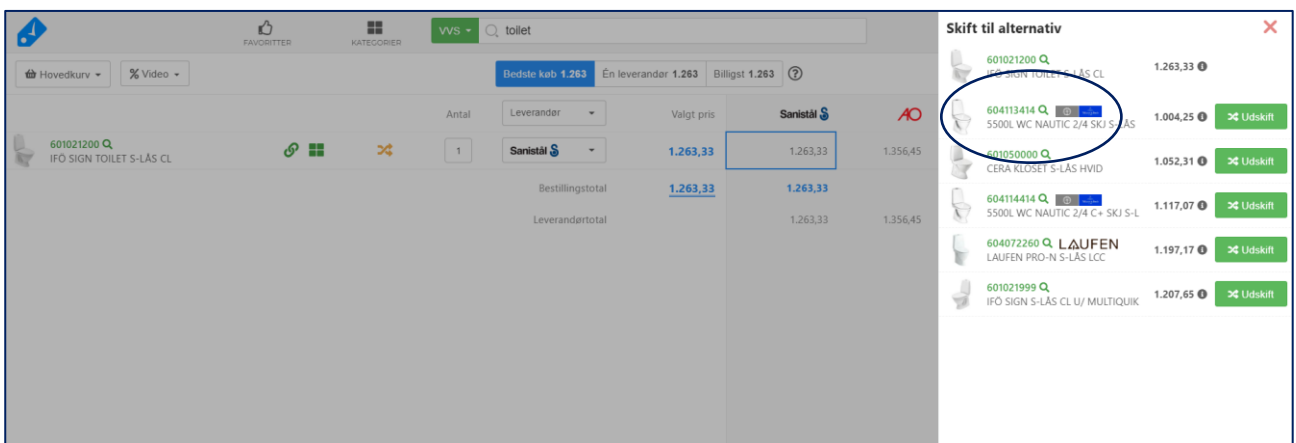 FAVORITTER
KATEGORIER
VVS
toilet
Hovedkurv
% Video
Bedste køb 1.263
Én leverandør 1.263
Billigst 1.263
?
Antal
Leverandør
Valgt pris
Sanistål
AO
601021200
IFÖ SIGN TOILET S-LÅS CL
1
Sanistål
1.263,33
1.263,33
1.356,45
Bestillingstotal
1.263,33
1.263,33
Leverandørtotal
1.263,33
1.356,45
Skift til alternativ
601021200
IFÖ SIGN TOILET S-LÅS CL
1.263,33
604113414
5500L WC NAUTIC 2/4 SKJ S-LÅS
1.004,25
Udskift
601050000
CERA KLOSET S-LÅS HVID
1.052,31
Udskift
604114414
5500L WC NAUTIC 2/4 C+ SKJ S-L
1.117,07
Udskift
604072260 LAUFEN
LAUFEN PRO-N S-LÅS LCC
1.197,17
Udskift
601021999
IFÖ SIGN S-LÅS CL U/ MULTIQUIK
1.207,65
Udskift